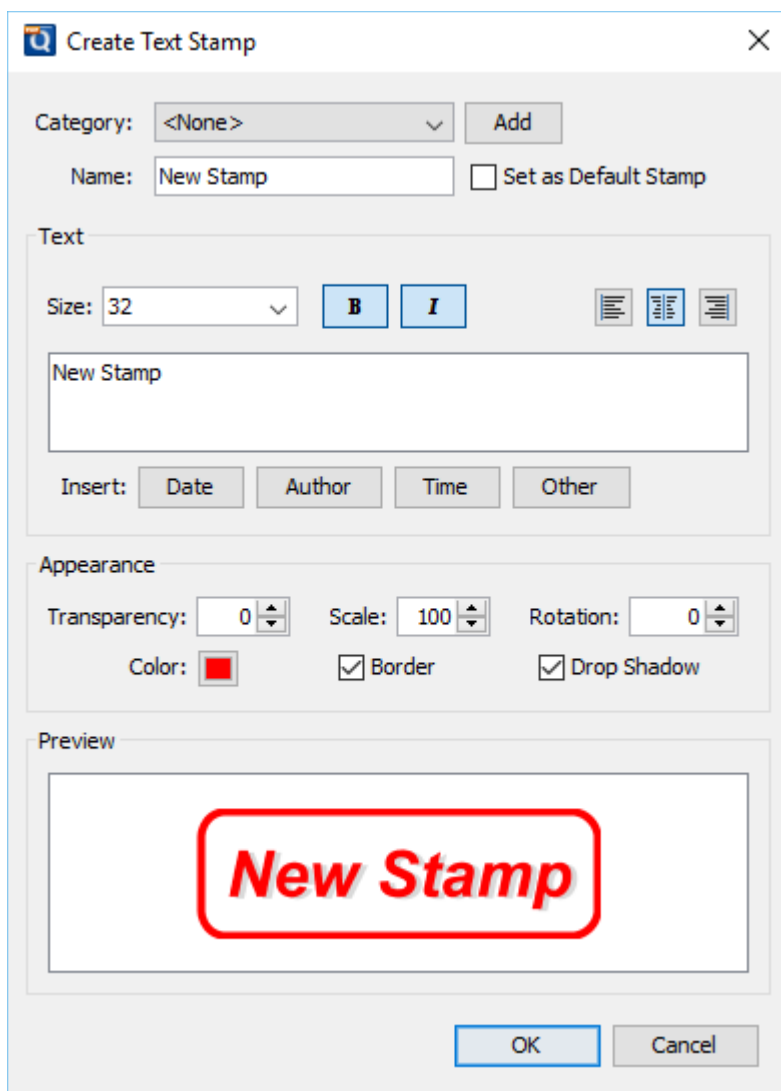 Create Text Stamp
Category: <None> Add
Name: New Stamp Set as Default Stamp
Text
Size: 32 B I
New Stamp
Insert: Date Author Time Other
Appearance
Transparency: 0 Scale: 100 Rotation: 0
Color: Border Drop Shadow
Preview
New Stamp
OK Cancel